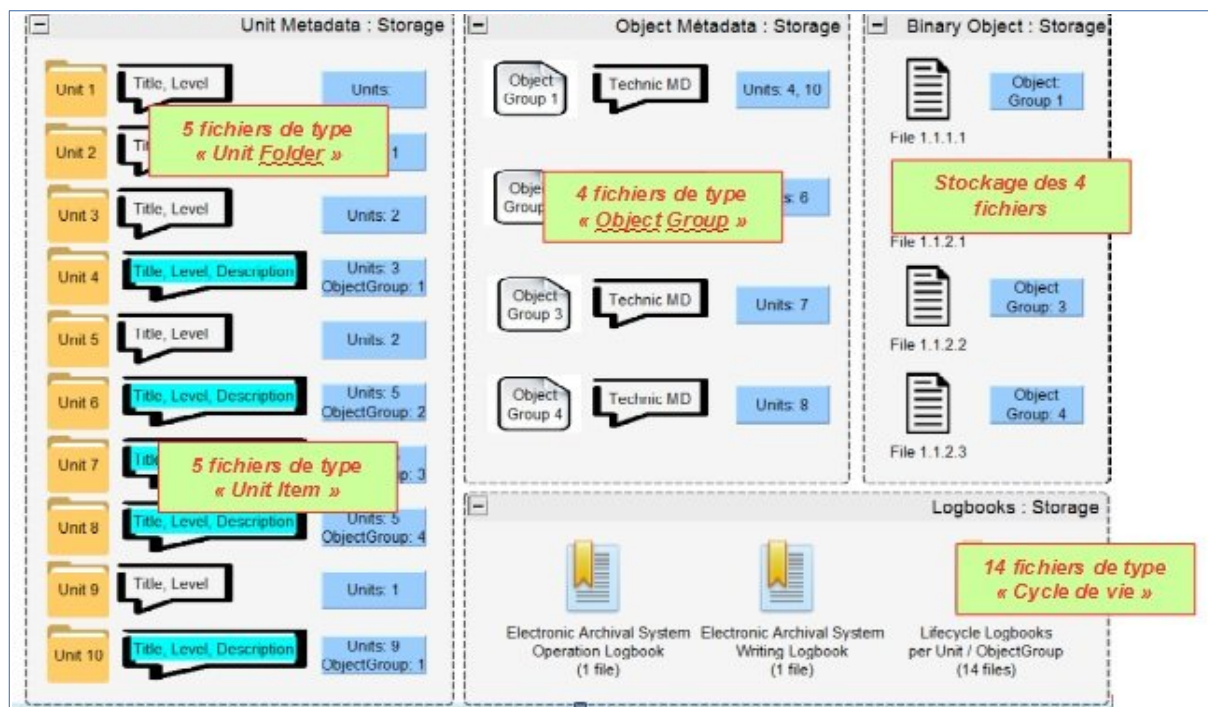 Unit Metadata : Storage
Unit 1
Title, Level
Units:
5 fichiers de type
« Unit Folder »
Unit 2
1
Unit 3
Title, Level
Units: 2
Unit 4
Title, Level, Description
Units: 3
ObjectGroup: 1
Unit 5
Title, Level
Units: 2
Unit 6
Title, Level, Description
Units: 5
ObjectGroup: 2
Unit 7
5 fichiers de type
« Unit Item »
p: 3
Unit 8
Title, Level, Description
Units: 5
ObjectGroup: 4
Unit 9
Title, Level
Units: 1
Unit 10
Title, Level, Description
Units: 9
ObjectGroup: 1
Object Métadata : Storage
Object
Group 1
Technic MD
Units: 4, 10
4 fichiers de type
« Object Group »
s: 6
Object
Group 3
Technic MD
Units: 7
Object
Group 4
Technic MD
Units: 8
Binary Object : Storage
Object:
Group 1
File 1.1.1.1
Stockage des 4
fichiers
File 1.1.2.1
Object
Group: 3
File 1.1.2.2
Object
Group: 4
File 1.1.2.3
Logbooks : Storage
14 fichiers de type
« Cycle de vie »
Electronic Archival System
Operation Logbook
(1 file)
Electronic Archival System
Writing Logbook
(1 file)
Lifecycle Logbooks
per Unit / ObjectGroup
(14 files)